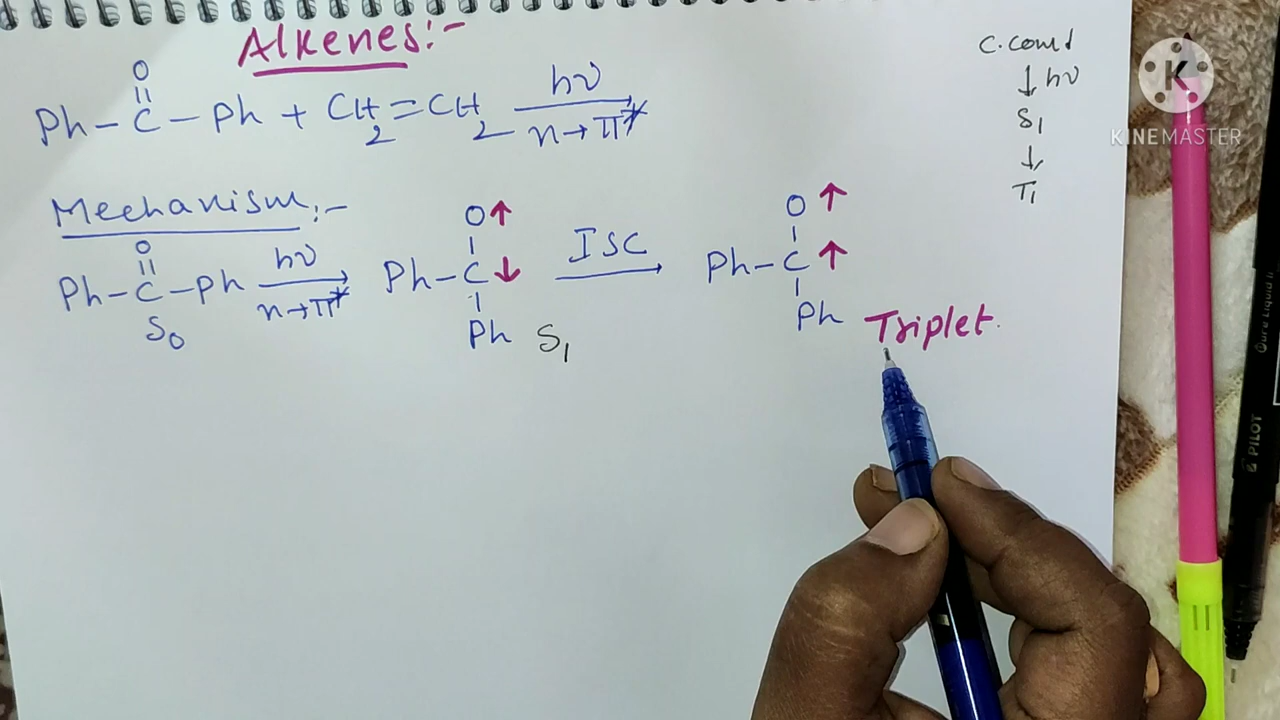 Alkenes:-
O
||
Ph-C-Ph + CH2=CH2 hν n→π*
Mechanism:-
O
||
Ph-C-Ph hν n→π*
S0
O↑
|
Ph-C↓
|
Ph S1
ISC
O↑
|
Ph-C↑
|
Ph Triplet
C.comd
↓hν
S1
↓
T1
K
KINEMASTER
PILOT